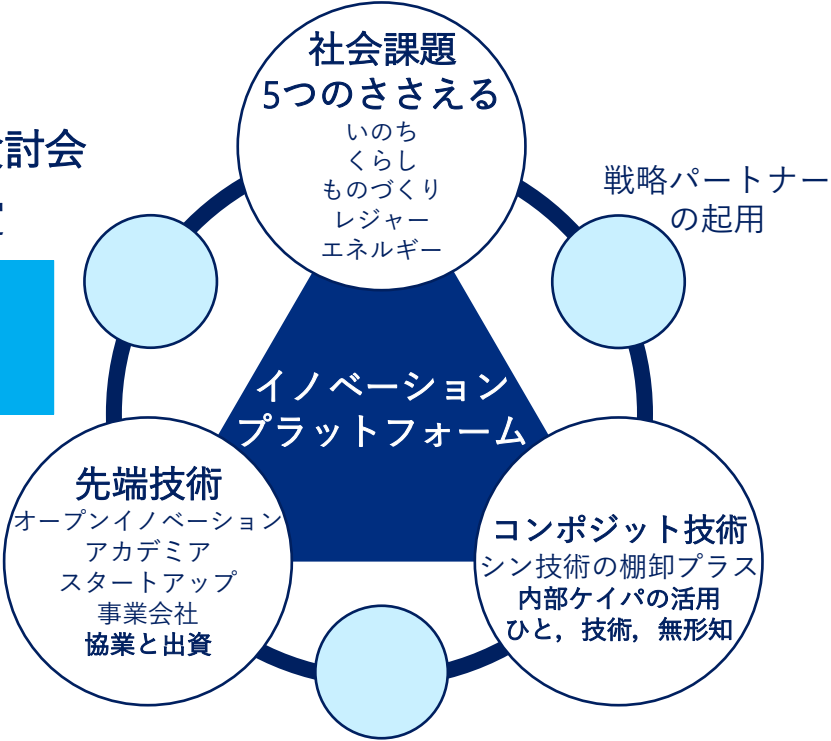 社会課題
5つのささえる
いのち
くらし
ものづくり
レジャー
エネルギー
討会
戦略パートナー
の起用
イノベーション
プラットフォーム
先端技術
オープンイノベーション
アカデミア
スタートアップ
事業会社
協業と出資
コンポジット技術
シン技術の棚卸プラス
内部ケイパの活用
ひと，技術，無形知